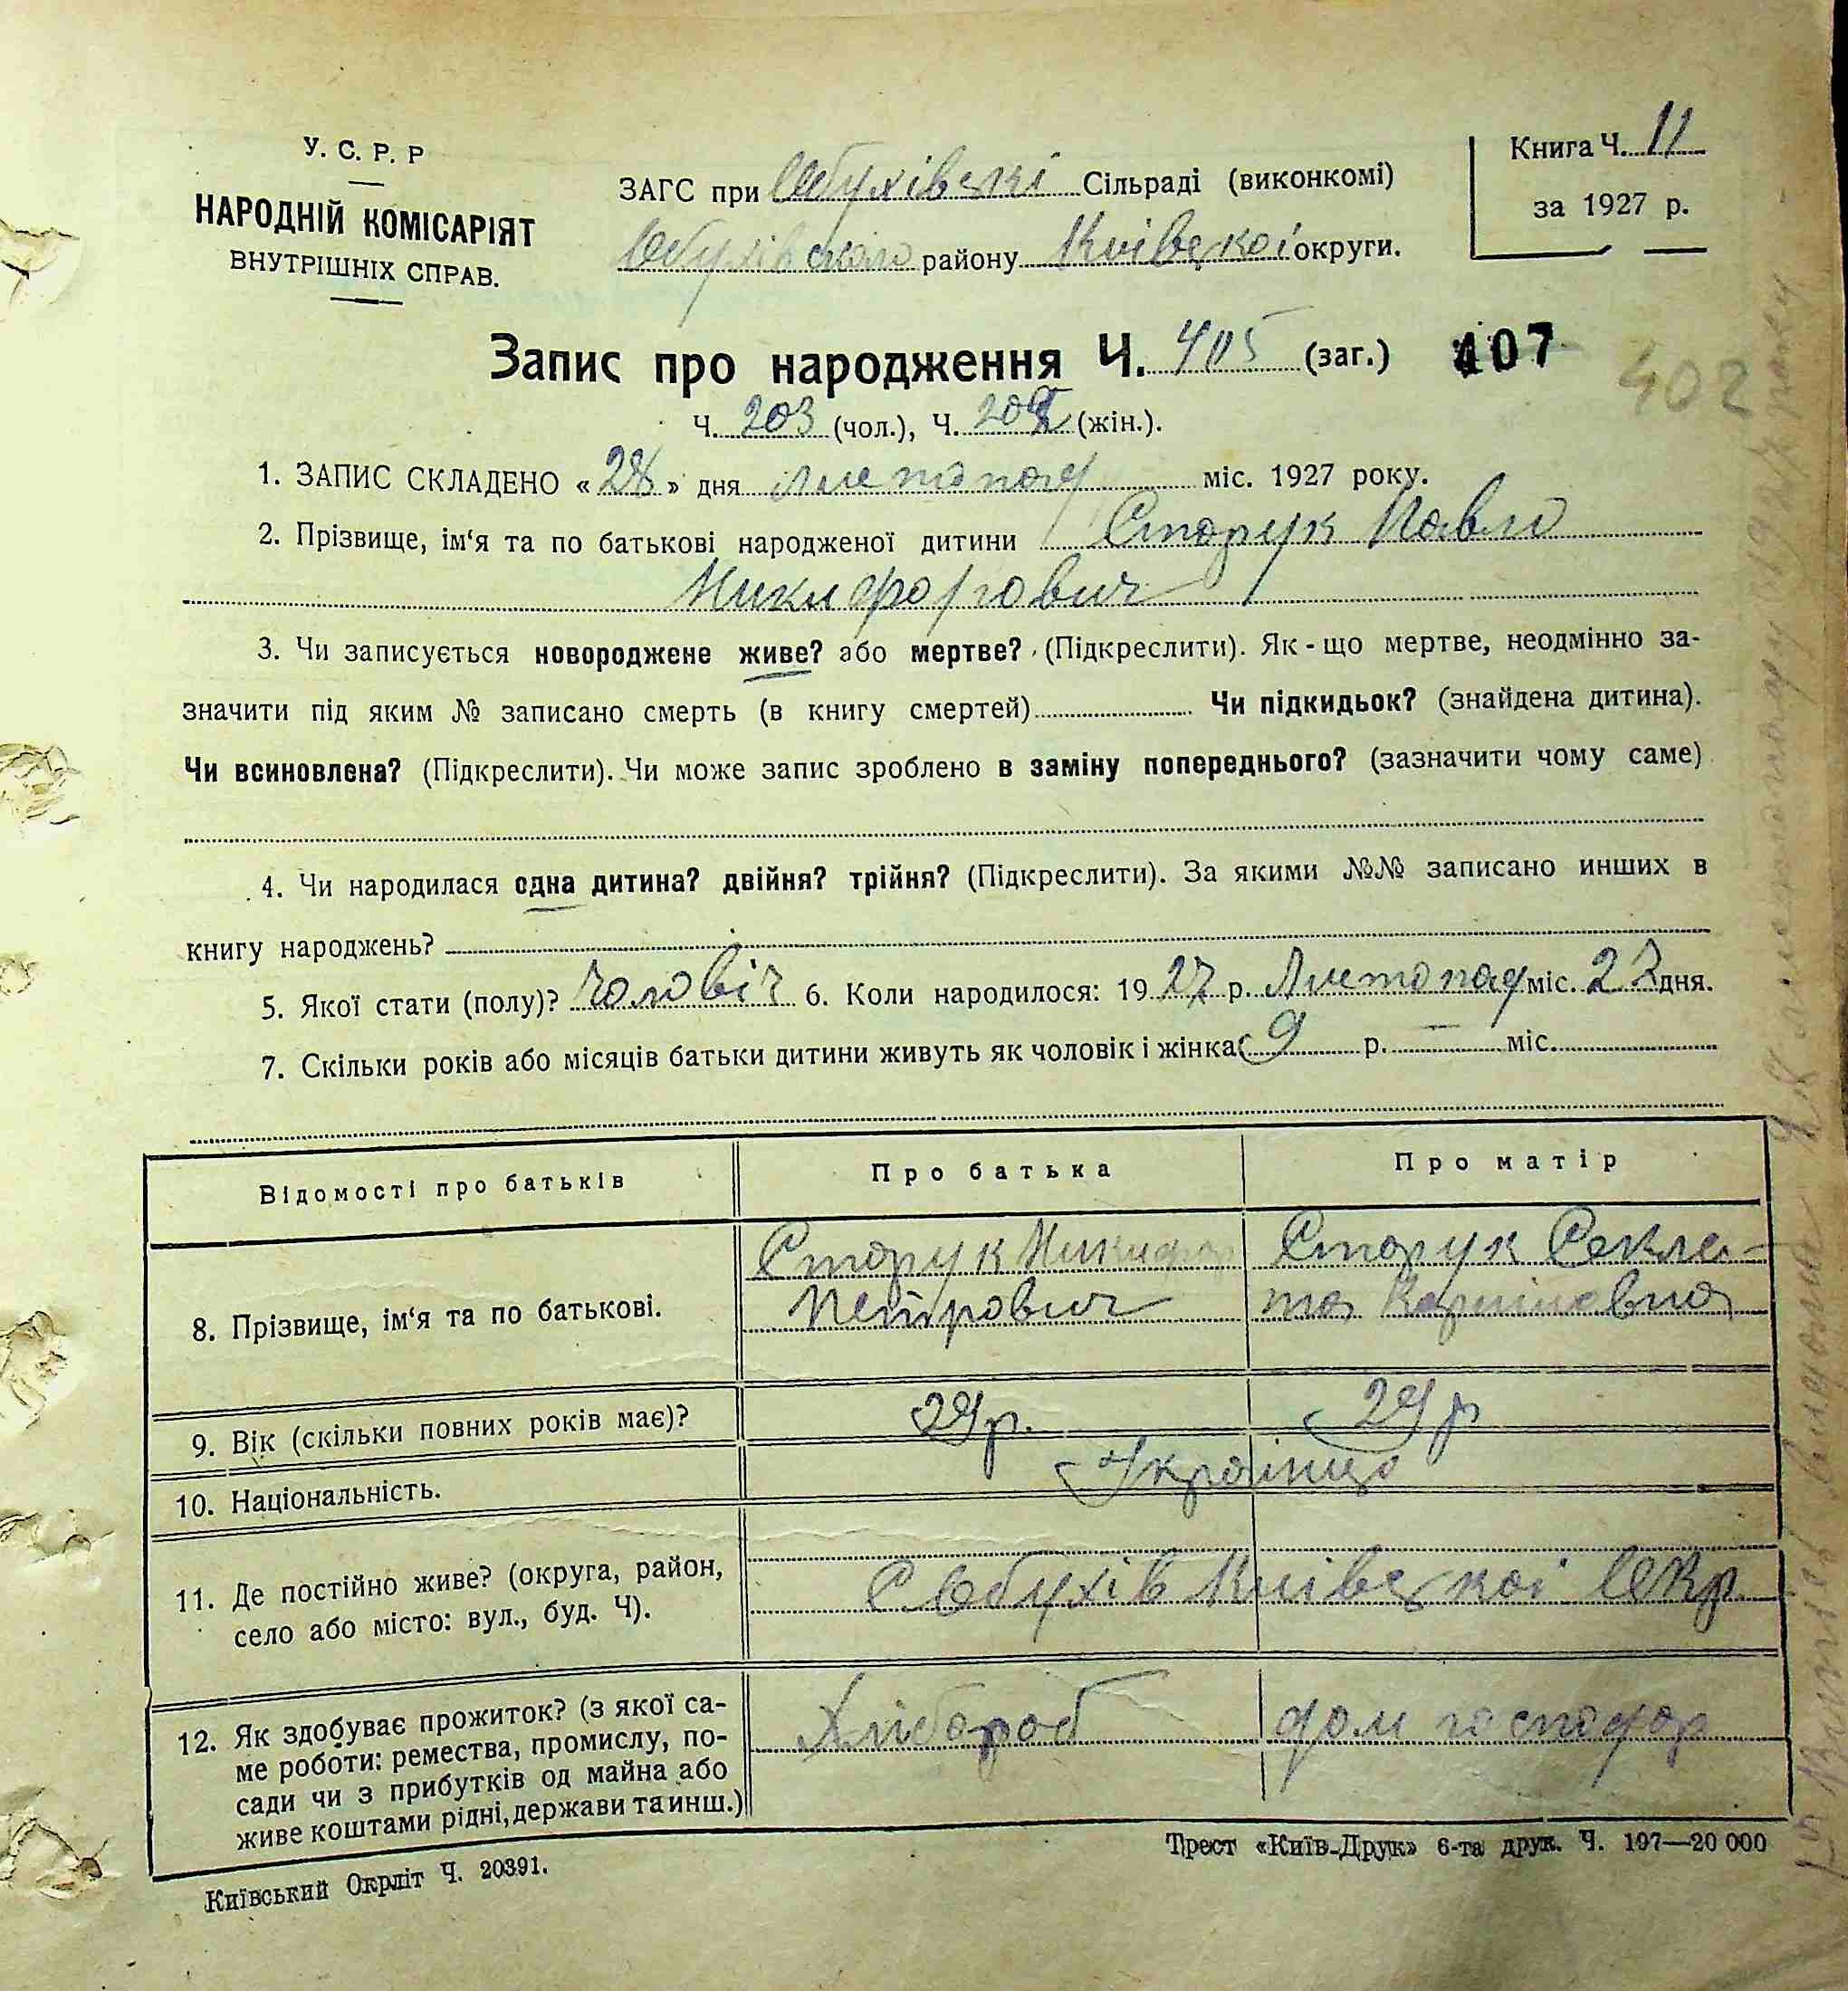 У. С. Р. Р
НАРОДНІЙ КОМІСАРІЯТ
ВНУТРІШНІХ СПРАВ.
ЗАГС при Обухівскі Сільраді (виконкомі)
Обухівского району Київскої округи.
Книга Ч. 11
за 1927 р.
Запис про народження Ч. 405 (заг.) 407 402
Ч. 203 (чол.), Ч. (жін.).
1. ЗАПИС СКЛАДЕНО « 28 » дня листопад міс. 1927 року.
2. Прізвище, ім‘я та по батькові народженої дитини Сторук Павло
Никифорович
3. Чи записується новороджене живе? або мертве? (Підкреслити). Як - що мертве, неодмінно за-
значити під яким № записано смерть (в книгу смертей) Чи підкидьок? (знайдена дитина).
Чи всиновлена? (Підкреслити). Чи може запис зроблено в заміну попереднього? (зазначити чому саме)
4. Чи народилася одна дитина? двійня? трійня? (Підкреслити). За якими №№ записано инших в
книгу народжень?
5. Якої стати (полу)? чоловіч 6. Коли народилося: 19 27 р. Листопад міс. дня.
7. Скільки років або місяців батьки дитини живуть як чоловік і жінка 9 р. — міс.
Відомості про батьків Про батька Про матір
8. Прізвище, ім‘я та по батькові.
Сторук Никифор
Петрович
Сторук Секле-
та
9. Вік (скільки повних років має)? 29 р. 29 р
10. Національність. Українці
11. Де постійно живе? (округа, район,
село або місто: вул., буд. Ч).
С Обухів Київскої Окр.
12. Як здобуває прожиток? (з якої са-
ме роботи: ремества, промислу, по-
сади чи з прибутків од майна або
живе коштами рідні, держави та инш.)
Хлібороб
дом господар
Київський Окрліт Ч. 20391.
Трест «Київ-Друк» 6-та друк. Ч. 197—20 000